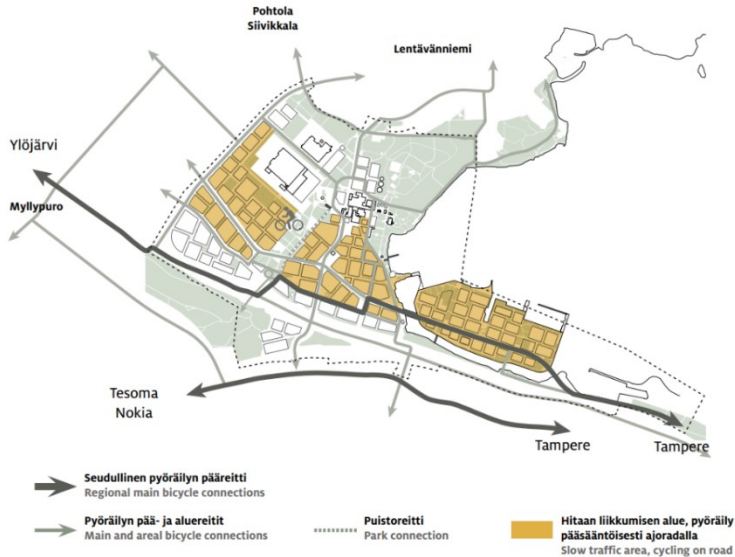 Pohtola
Siivikkala
Lentävänniemi
Ylöjärvi
Myllypuro
Tesoma
Nokia
Tampere
Tampere
Seudullinen pyöräilyn pääreitti
Regional main bicycle connections
Pyöräilyn pää- ja aluereitit
Main and areal bicycle connections
Puistoreitti
Park connection
Hitaan liikkumisen alue, pyöräily
pääsääntöisesti ajoradalla
Slow traffic area, cycling on road